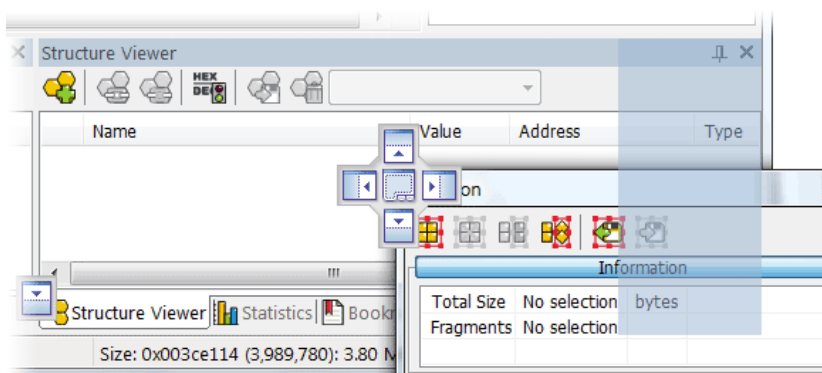 Structure Viewer
HEX
DEC
Name Value Address Type
on
Information
Total Size No selection bytes
Fragments No selection
Structure Viewer Statistics
Size: 0x003ce114 (3,989,780): 3.80